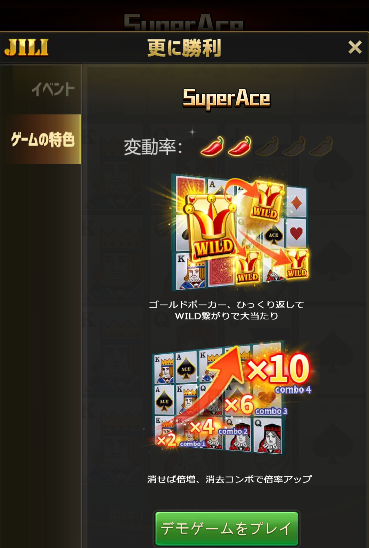 SuperAce
JILI
更に勝利
×
イベント
ゲームの特色
SuperAce
変動率:
WILD
WILD
WILD
WILD
K
A
ACE
K
ゴールドポーカー、ひっくり返して
WILD繋がりで大当たり
K
A
K
ACE
×10
combo 4
×6
combo 3
×4
combo 2
×2
combo 1
消せば倍増、消去コンボで倍率アップ
デモゲームをプレイ